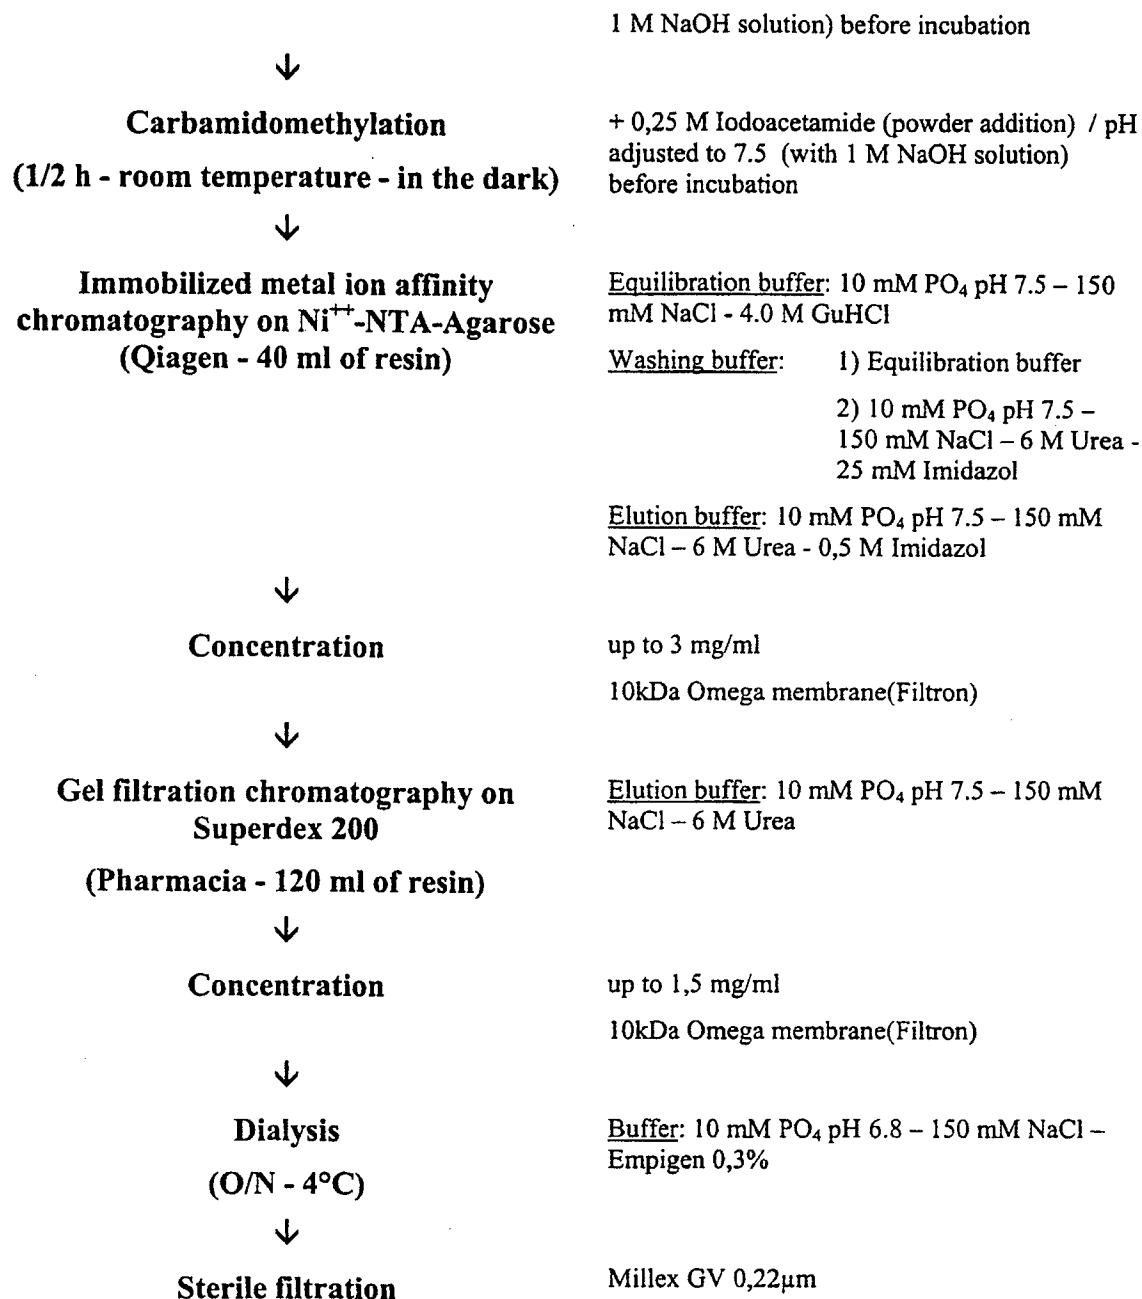 1 M NaOH solution) before incubation
↓
Carbamidomethylation
(1/2 h - room temperature - in the dark)
+ 0,25 M Iodoacetamide (powder addition) / pH
adjusted to 7.5 (with 1 M NaOH solution)
before incubation
↓
Immobilized metal ion affinity
chromatography on Ni⁺⁺-NTA-Agarose
(Qiagen - 40 ml of resin)
Equilibration buffer: 10 mM PO₄ pH 7.5 – 150
mM NaCl - 4.0 M GuHCl
Washing buffer: 1) Equilibration buffer
2) 10 mM PO₄ pH 7.5 –
150 mM NaCl – 6 M Urea -
25 mM Imidazol
Elution buffer: 10 mM PO₄ pH 7.5 – 150 mM
NaCl – 6 M Urea - 0,5 M Imidazol
↓
Concentration
up to 3 mg/ml
10kDa Omega membrane(Filtron)
↓
Gel filtration chromatography on
Superdex 200
(Pharmacia - 120 ml of resin)
Elution buffer: 10 mM PO₄ pH 7.5 – 150 mM
NaCl – 6 M Urea
↓
Concentration
up to 1,5 mg/ml
10kDa Omega membrane(Filtron)
↓
Dialysis
(O/N - 4°C)
Buffer: 10 mM PO₄ pH 6.8 – 150 mM NaCl –
Empigen 0,3%
↓
Sterile filtration
Millex GV 0,22µm